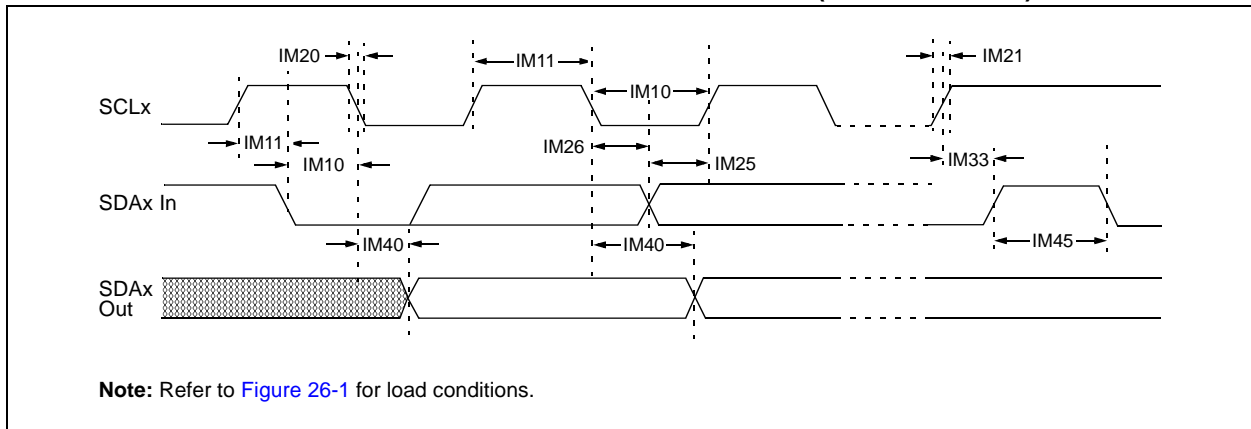 IM20
IM11
IM21
SCLx
IM10
IM11
IM26
IM10
IM25
IM33
SDAx In
IM40
IM40
IM45
SDAx
Out
Note: Refer to Figure 26-1 for load conditions.